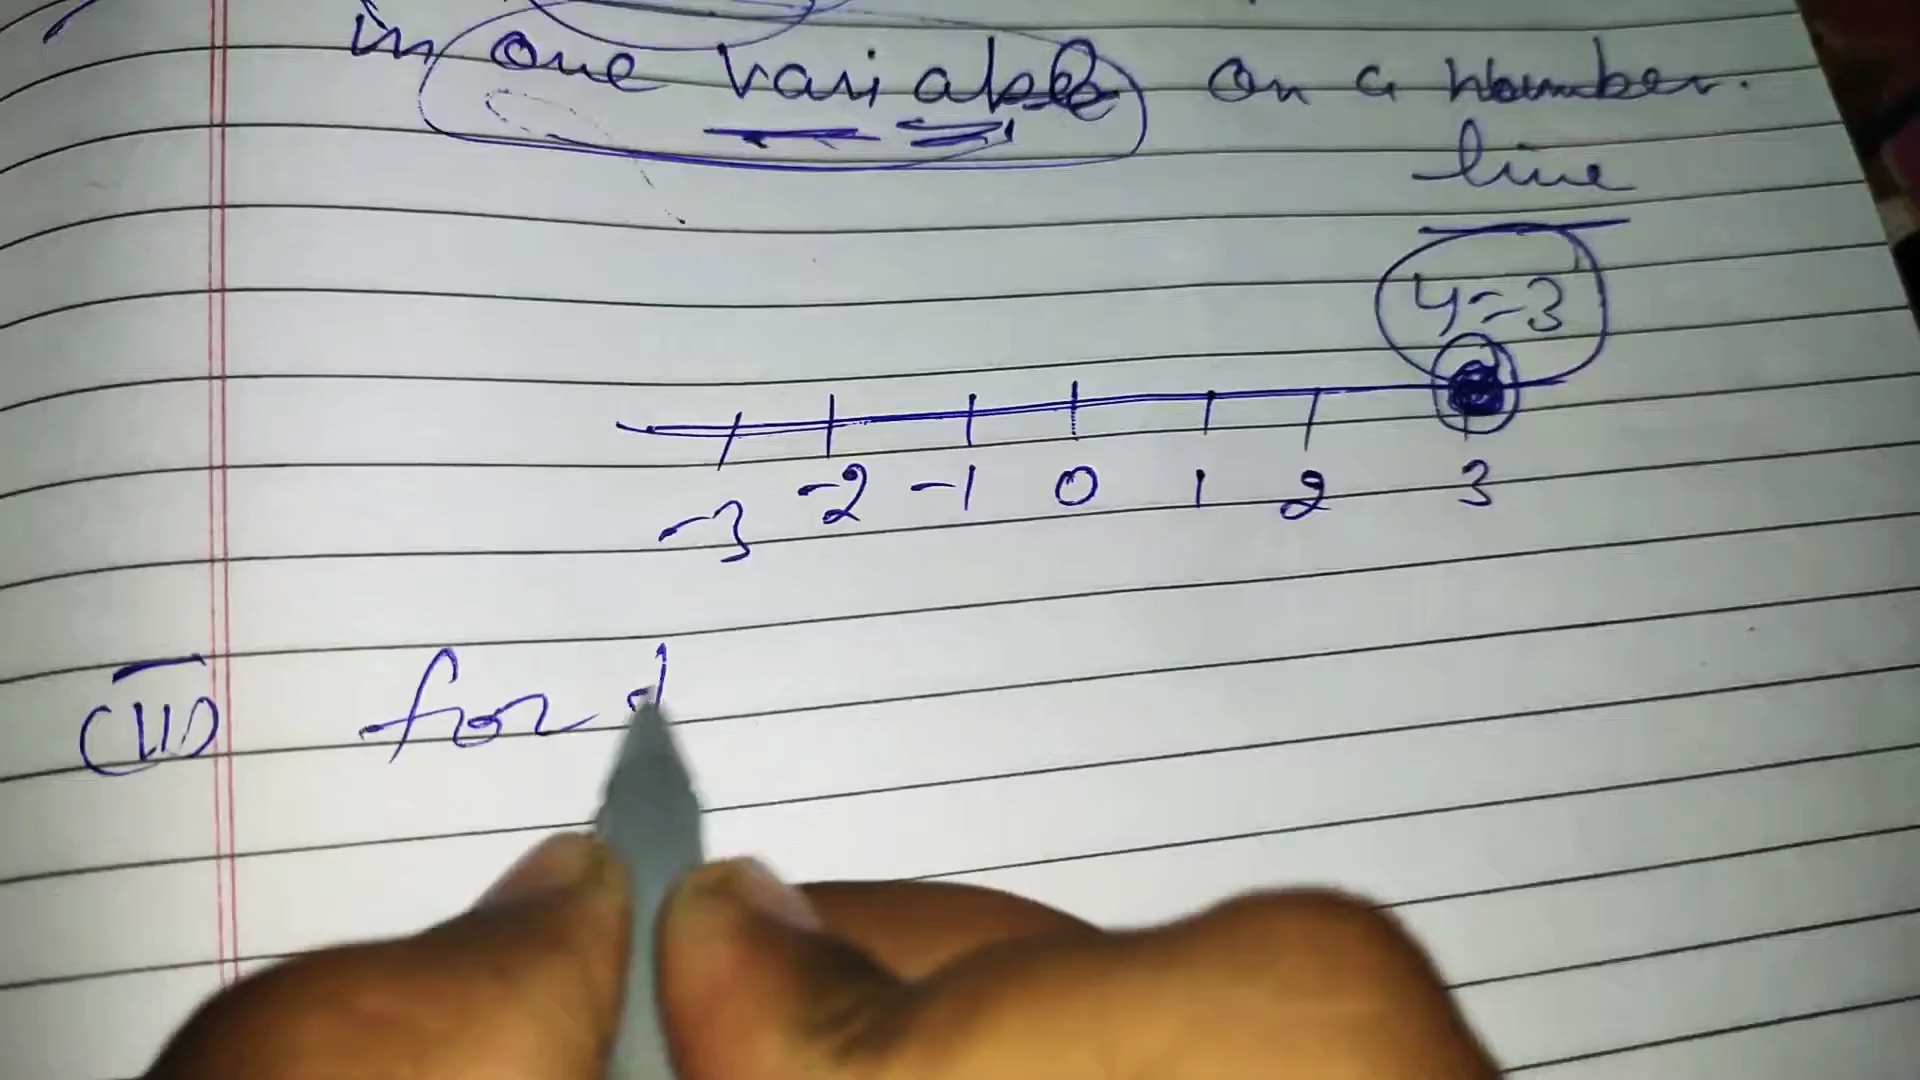 in one variable on a number.
line
y=3
-3 -2 -1 0 1 2 3
(II) for